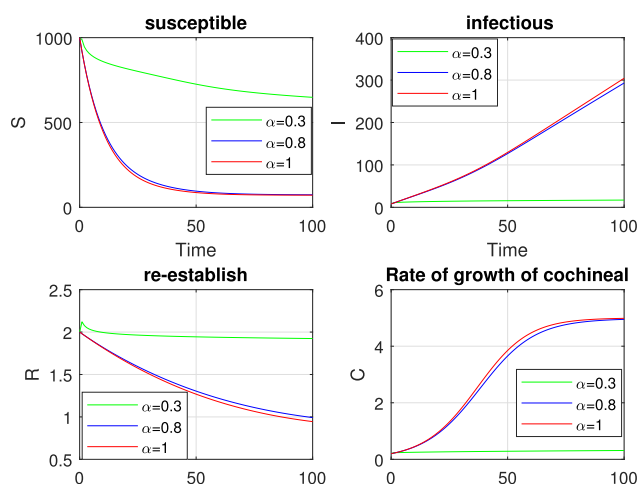 susceptible
1000
500
0
S
0 50 100
Time
α=0.3
α=0.8
α=1
infectious
400
300
200
100
0
I
0 50 100
Time
α=0.3
α=0.8
α=1
re-establish
2.5
2
1.5
1
0.5
R
0 50 100
α=0.3
α=0.8
α=1
Rate of growth of cochineal
6
4
2
0
C
0 50 100
α=0.3
α=0.8
α=1